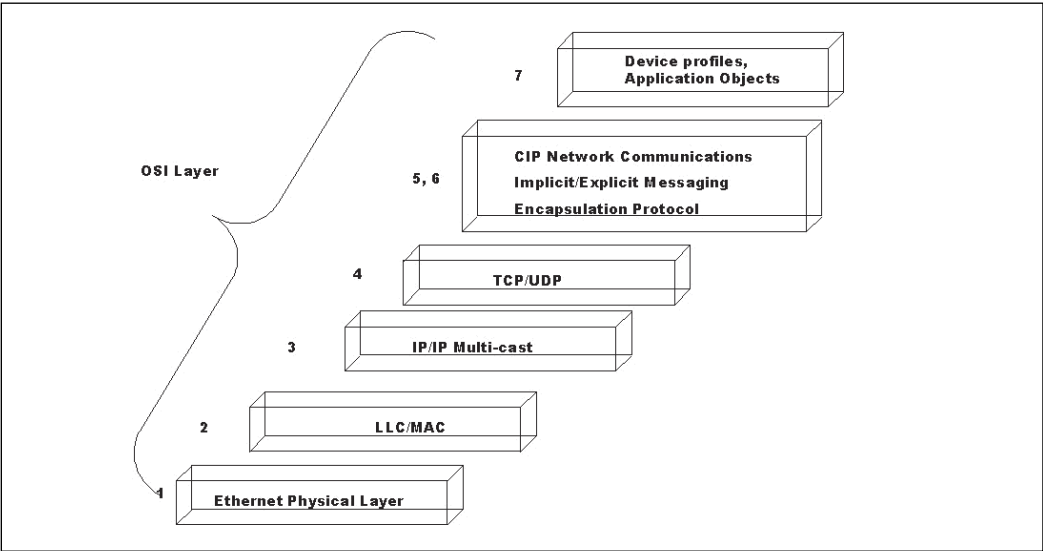 Device profiles,
7
Application Objects
CIP Network Communications
OSI Layer
5, 6
Implicit/Explicit Messaging
Encapsulation Protocol
4
TCP/UDP
3
IP/IP Multi-cast
2
LLC/MAC
1
Ethernet Physical Layer